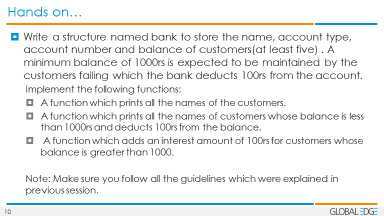 Hands on…
Write a structure named bank to store the name, account type,
account number and balance of customers(at least five) . A
minimum balance of 1000rs is expected to be maintained by the
customers failing which the bank deducts 100rs from the account.
Implement the following functions:
A function which prints all the names of the customers.
A function which prints all the names of customers whose balance is less
than 1000rs and deducts 100rs from the balance.
A function which adds an interest amount of 100rs for customers whose
balance is greater than 1000.
Note: Make sure you follow all the guidelines which were explained in
previous session.
10
GLOBAL EDGE